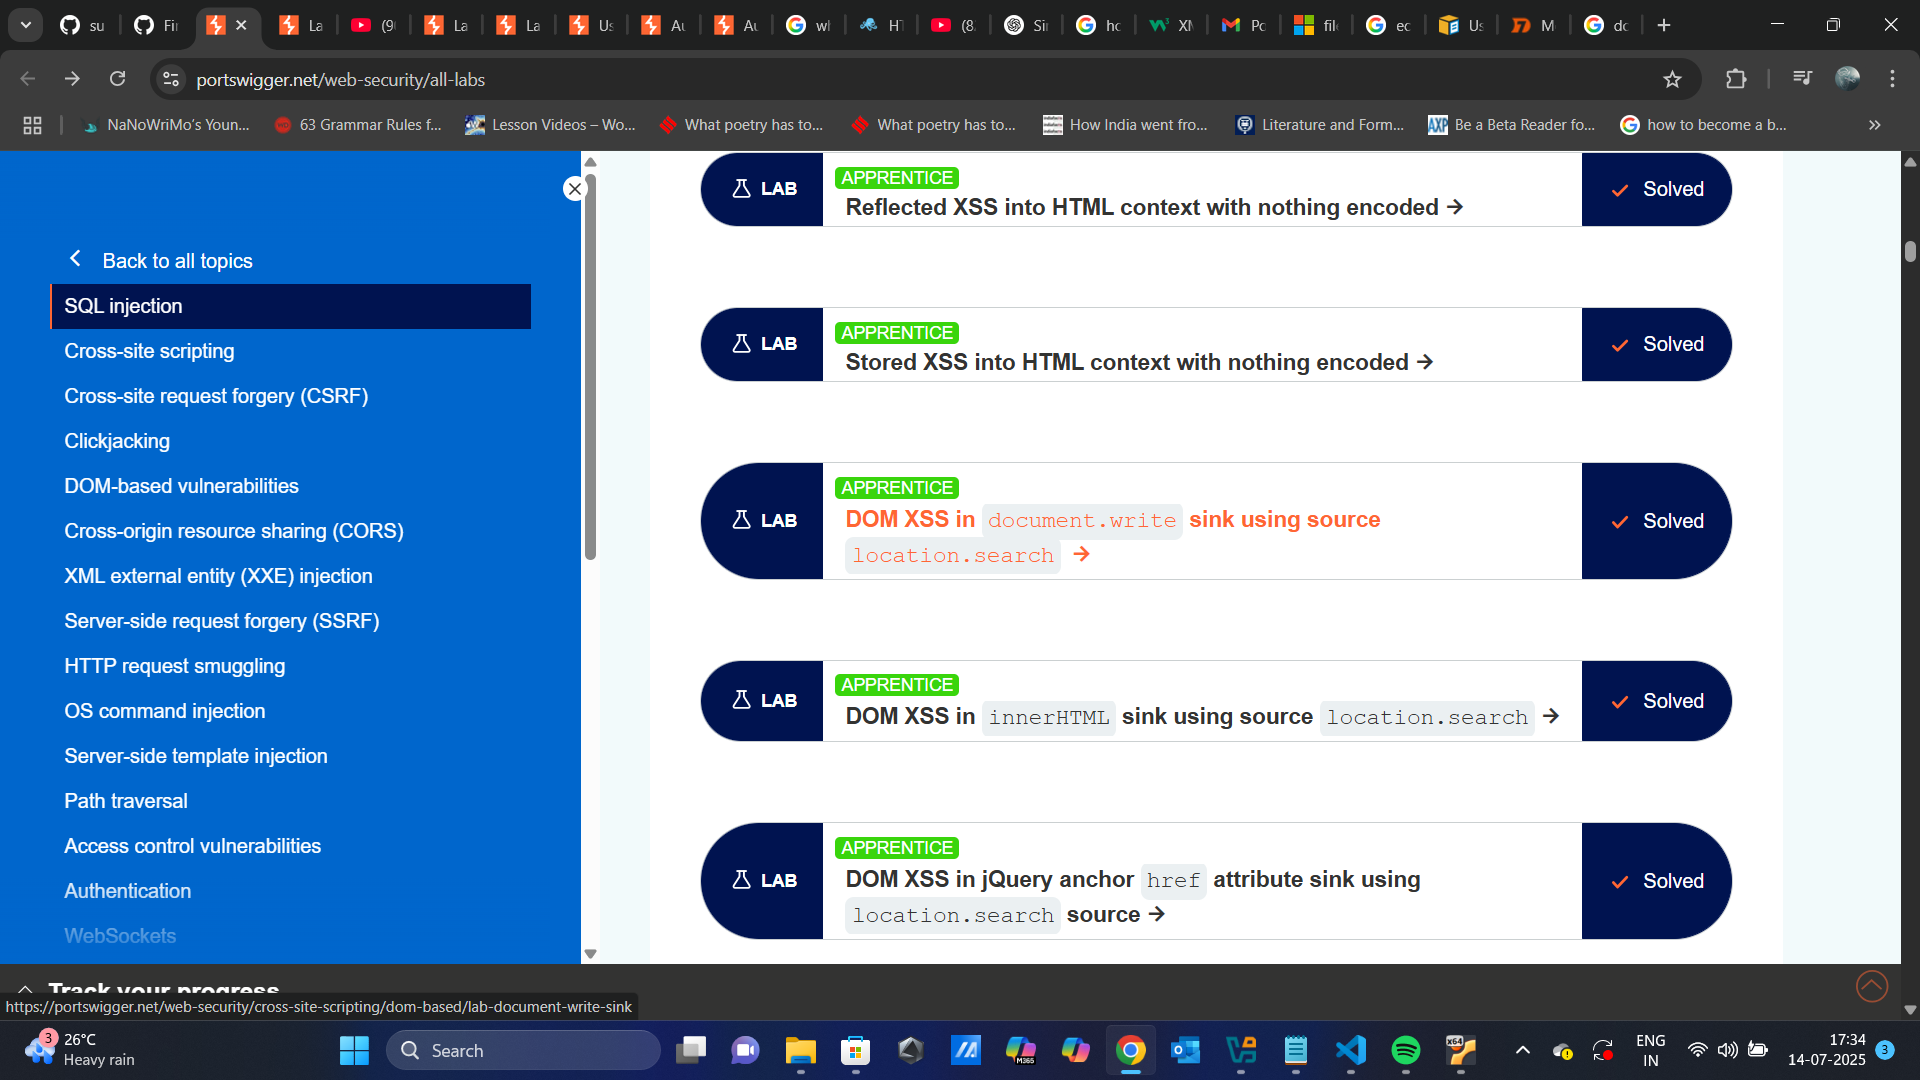 su
Fir
La
(9
La
La
Us
Au
Au
wh
HT
(8
Sin
ho
XM
Po
file
ec
Us
M
do
portswigger.net/web-security/all-labs
NaNoWriMo's Youn...
63 Grammar Rules f...
Lesson Videos – Wo...
What poetry has to...
What poetry has to...
How India went fro...
Literature and Form...
Be a Beta Reader fo...
how to become a b...
Back to all topics
SQL injection
Cross-site scripting
Cross-site request forgery (CSRF)
Clickjacking
DOM-based vulnerabilities
Cross-origin resource sharing (CORS)
XML external entity (XXE) injection
Server-side request forgery (SSRF)
HTTP request smuggling
OS command injection
Server-side template injection
Path traversal
Access control vulnerabilities
Authentication
WebSockets
LAB
APPRENTICE
Reflected XSS into HTML context with nothing encoded →
Solved
LAB
APPRENTICE
Stored XSS into HTML context with nothing encoded →
Solved
LAB
APPRENTICE
DOM XSS in document.write sink using source
location.search →
Solved
LAB
APPRENTICE
DOM XSS in innerHTML sink using source location.search →
Solved
LAB
APPRENTICE
DOM XSS in jQuery anchor href attribute sink using
location.search source →
Solved
Track your progress
https://portswigger.net/web-security/cross-site-scripting/dom-based/lab-document-write-sink
3
26°C
Heavy rain
Search
M365
x64
ENG
IN
17:34
14-07-2025
3